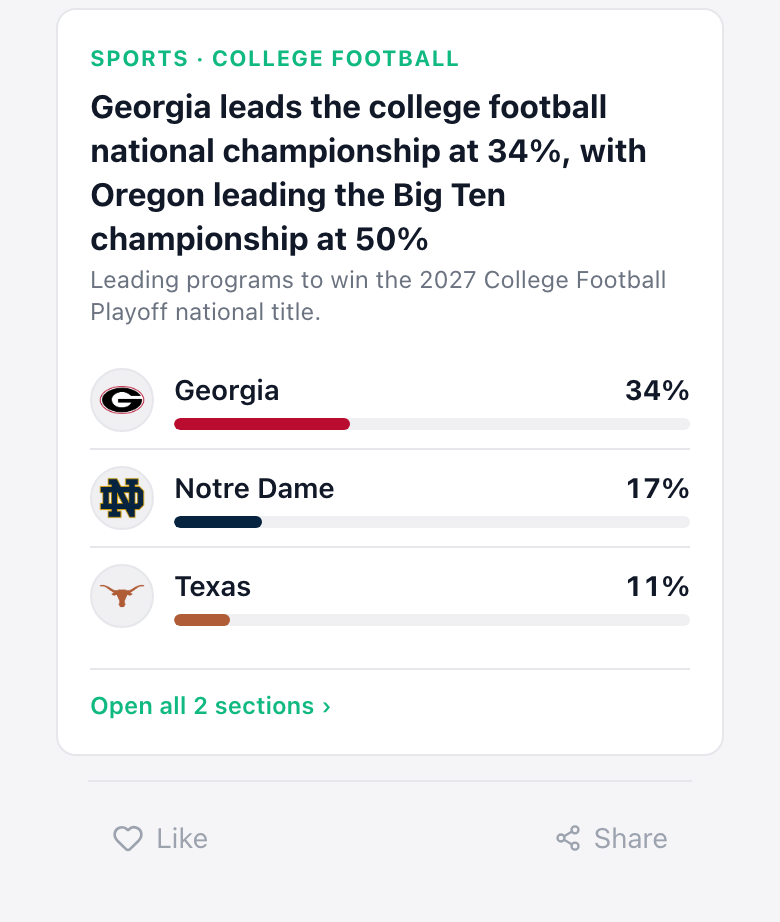 SPORTS · COLLEGE FOOTBALL
Georgia leads the college football
national championship at 34%, with
Oregon leading the Big Ten
championship at 50%
Leading programs to win the 2027 College Football
Playoff national title.
G
Georgia 34%
ND
Notre Dame 17%
Texas 11%
Open all 2 sections ›
Like Share